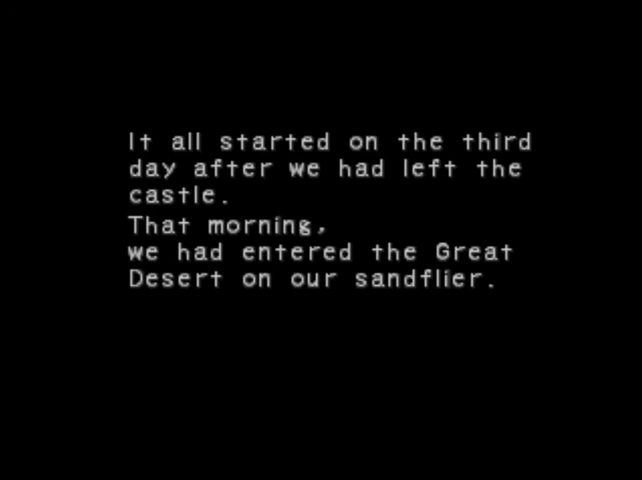 It all started on the third
day after we had left the
castle.
That morning,
we had entered the Great
Desert on our sandflier.